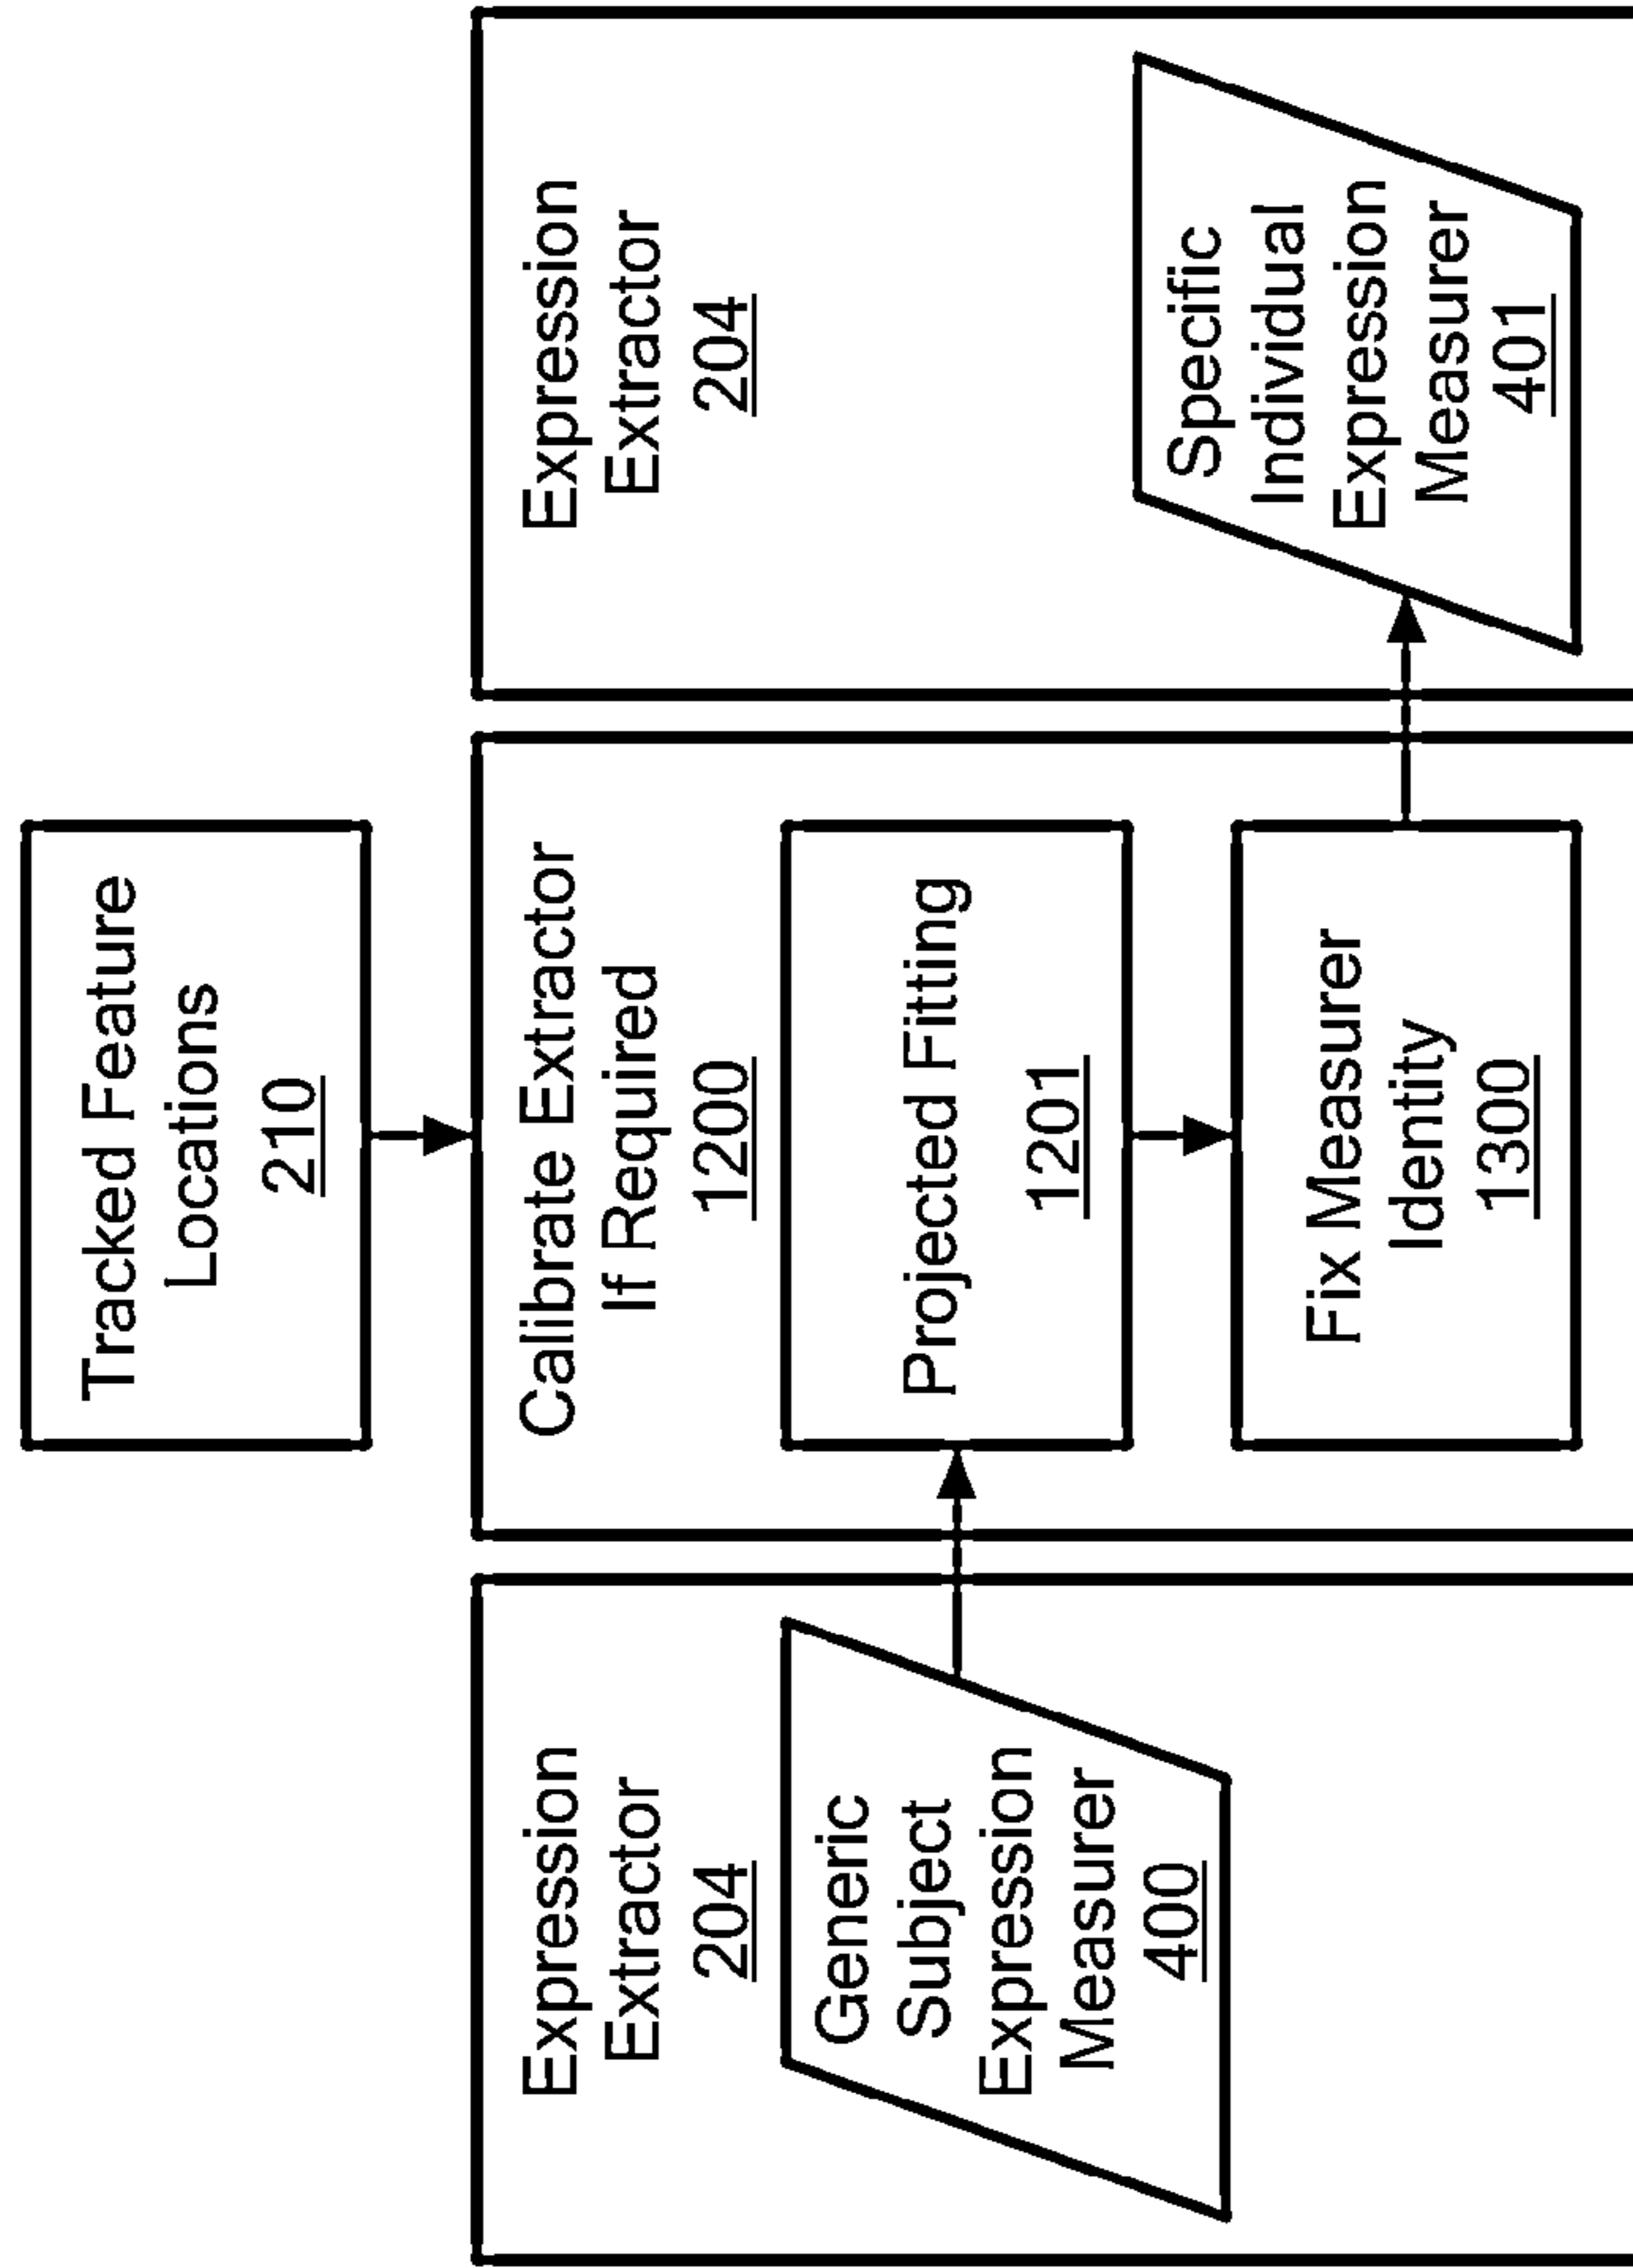 Tracked Feature
Locations
210
Expression
Extractor
204
Generic
Subject
Expression
Measurer
400
Calibrate Extractor
If Required
1200
Projected Fitting
1201
Fix Measurer
Identity
1300
Expression
Extractor
204
Specific
Individual
Expression
Measurer
401